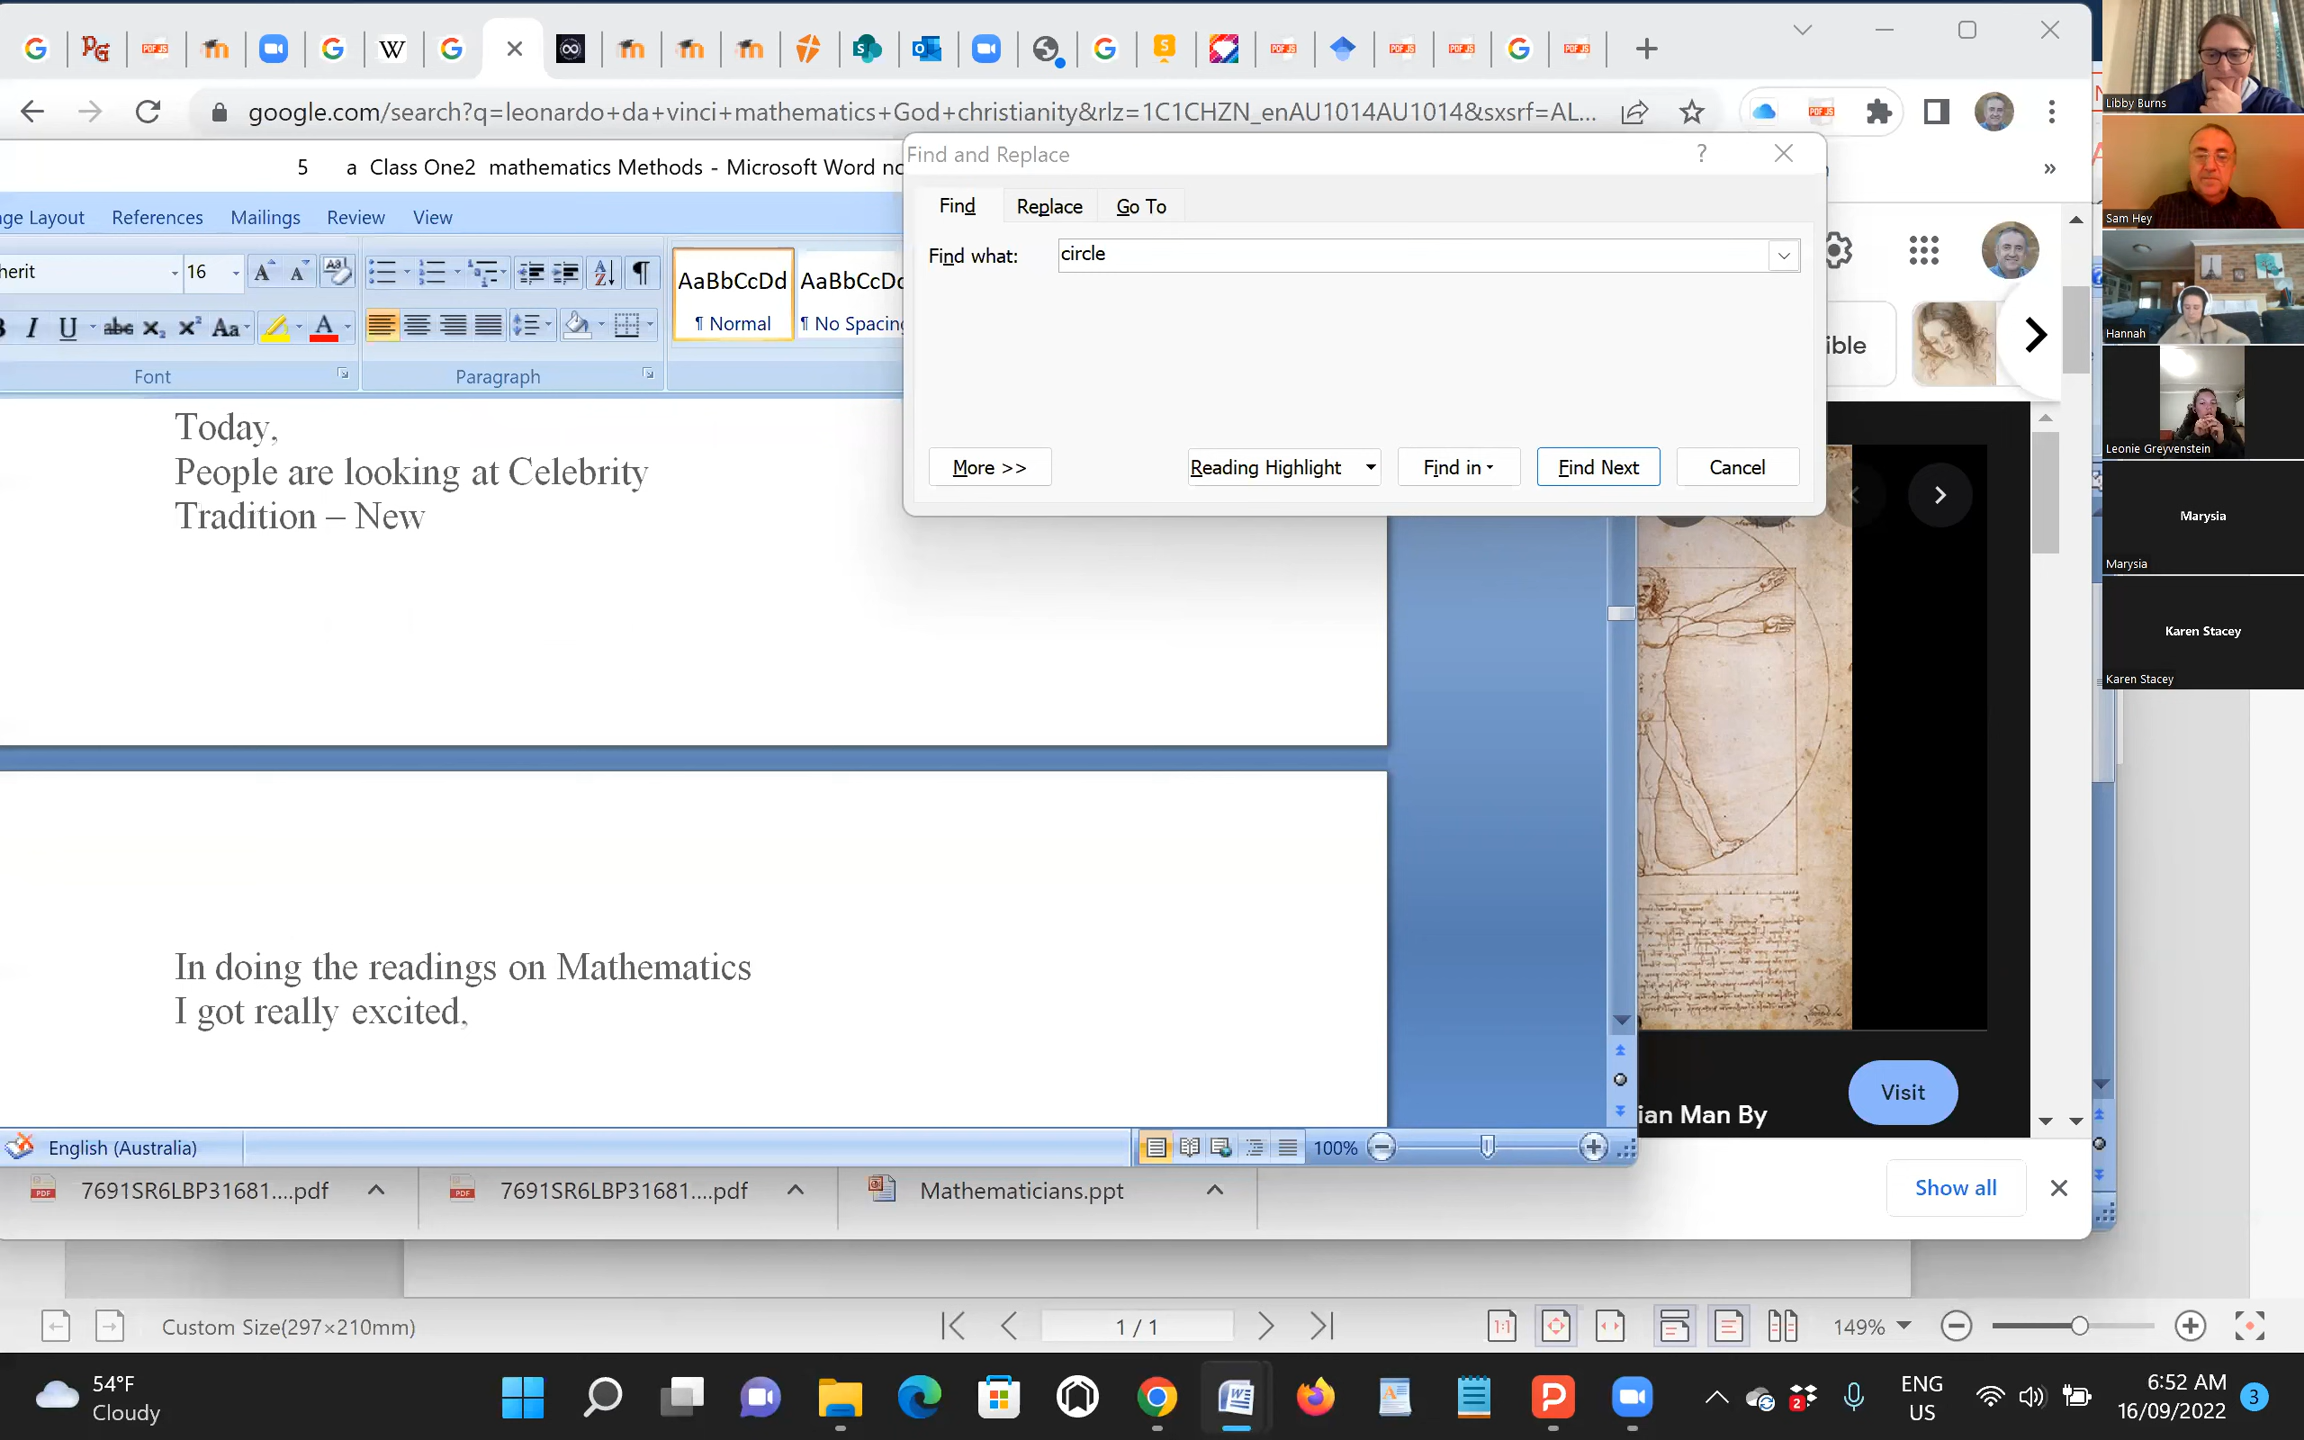 google.com/search?q=leonardo+da+vinci+mathematics+God+christianity&rlz=1C1CHZN_enAU1014AU1014&sxsrf=AL...
5 a Class One2 mathematics Methods - Microsoft Word
ge Layout References Mailings Review View
herit 16
Font Paragraph
AaBbCcDd AaBbCcDd
¶ Normal ¶ No Spacing
Find and Replace ?
Find Replace Go To
Find what: circle
More >> Reading Highlight Find in Find Next Cancel
ible
Today,
People are looking at Celebrity
Tradition – New
In doing the readings on Mathematics
I got really excited,
ian Man By
Visit
English (Australia) 100%
7691SR6LBP31681....pdf 7691SR6LBP31681....pdf Mathematicians.ppt Show all
Custom Size(297×210mm) 1 / 1 149%
54°F
Cloudy
ENG
US
6:52 AM
16/09/2022
3
Libby Burns
Sam Hey
Hannah
Leonie Greyvenstein
Marysia
Marysia
Karen Stacey
Karen Stacey